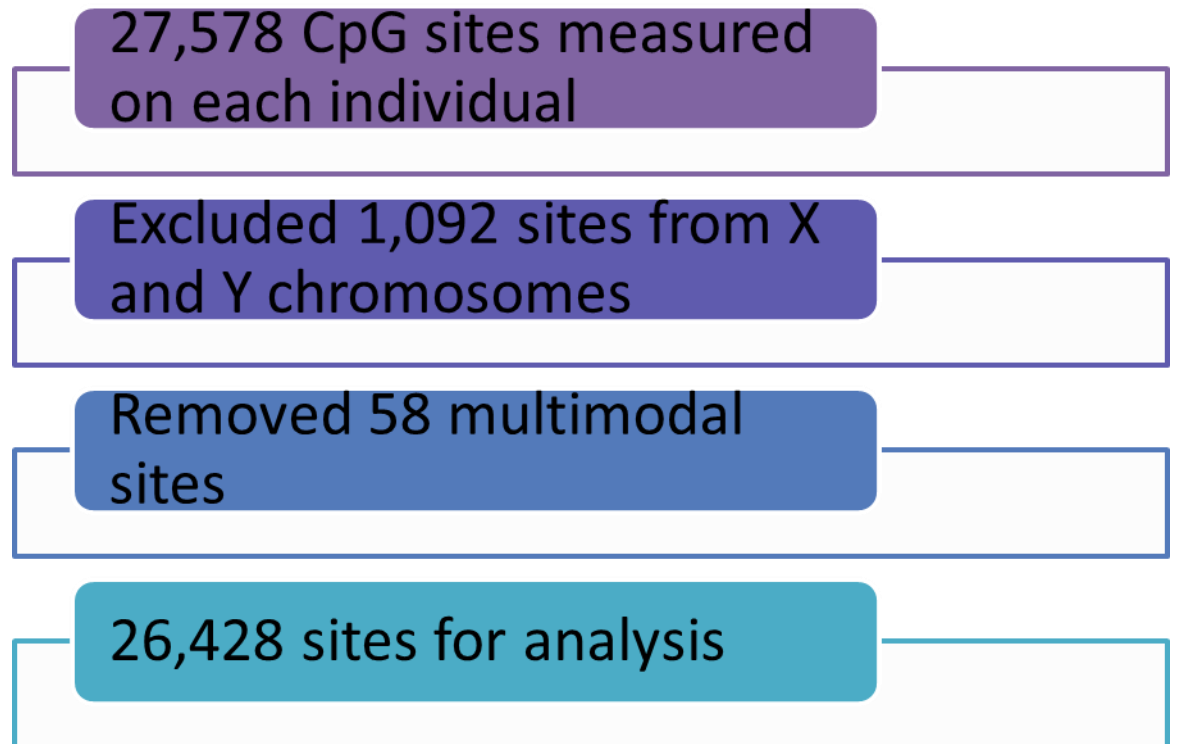 27,578 CpG sites measured
on each individual
Excluded 1,092 sites from X
and Y chromosomes
Removed 58 multimodal
sites
26,428 sites for analysis